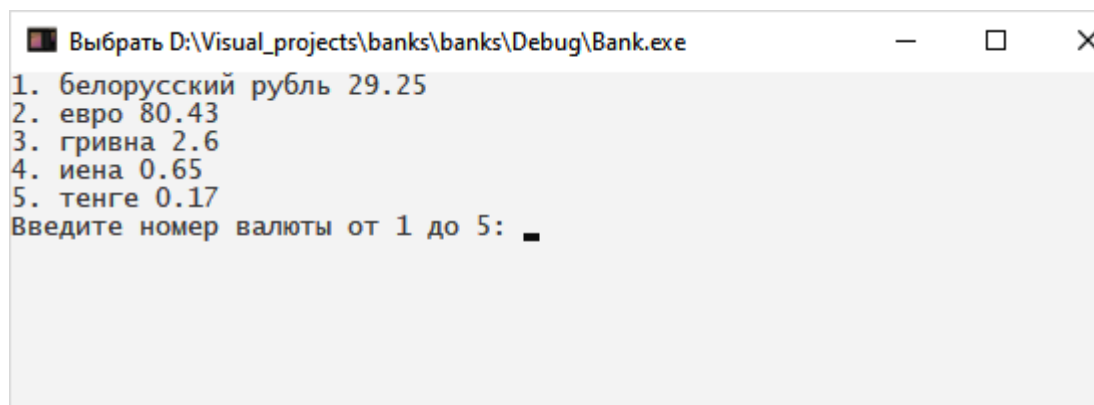 Выбрать D:\Visual_projects\banks\banks\Debug\Bank.exe
1. белорусский рубль 29.25
2. евро 80.43
3. гривна 2.6
4. иена 0.65
5. тенге 0.17
Введите номер валюты от 1 до 5: